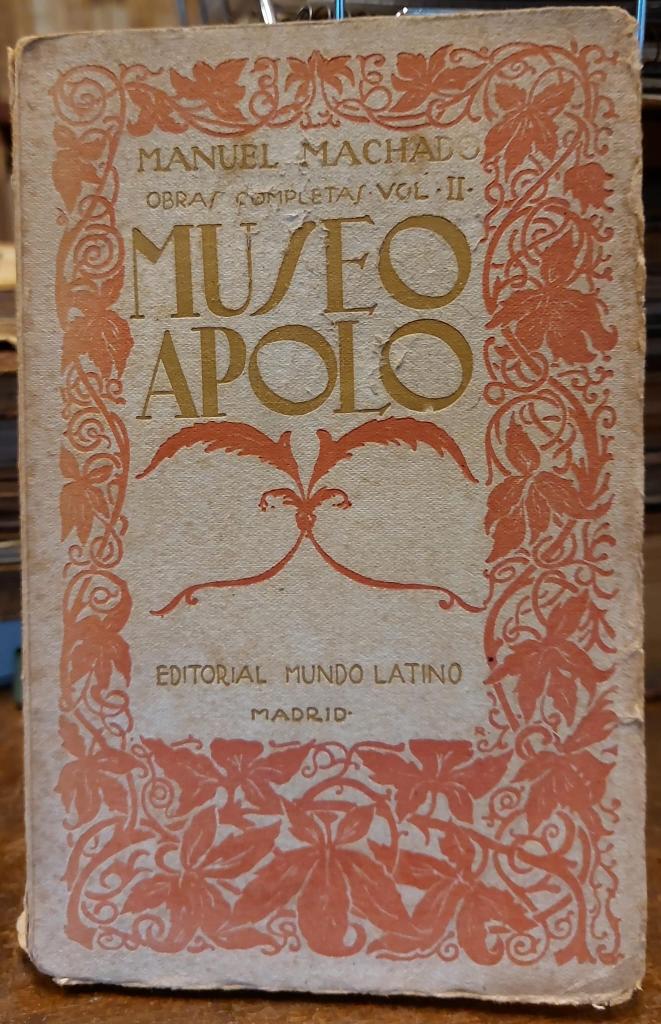 MANUEL MACHADO
OBRAS COMPLETAS·VOL·II·
MUSEO
APOLO
EDITORIAL MUNDO LATINO
MADRID·